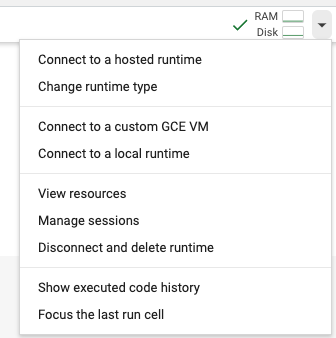 RAM
Disk
Connect to a hosted runtime
Change runtime type
Connect to a custom GCE VM
Connect to a local runtime
View resources
Manage sessions
Disconnect and delete runtime
Show executed code history
Focus the last run cell